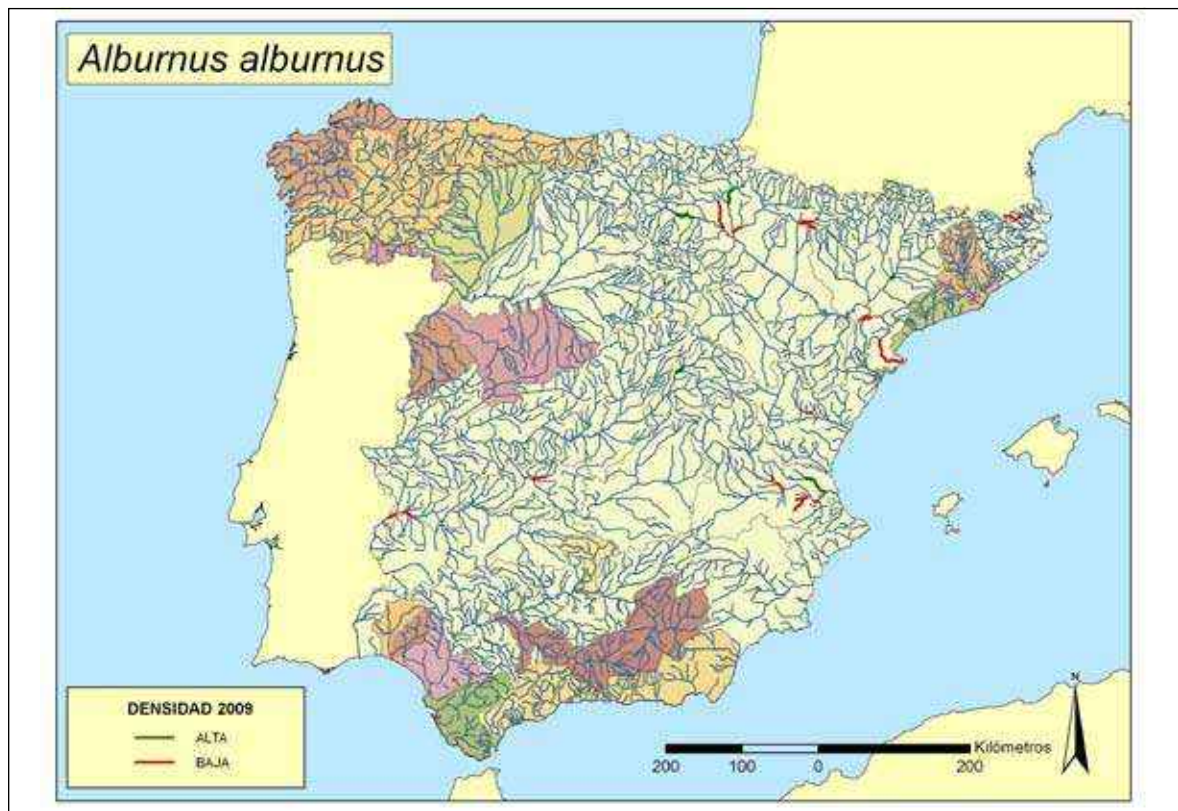 Alburnus alburnus
DENSIDAD 2009
ALTA
BAJA
N
Kilómetros
200 100 0 200